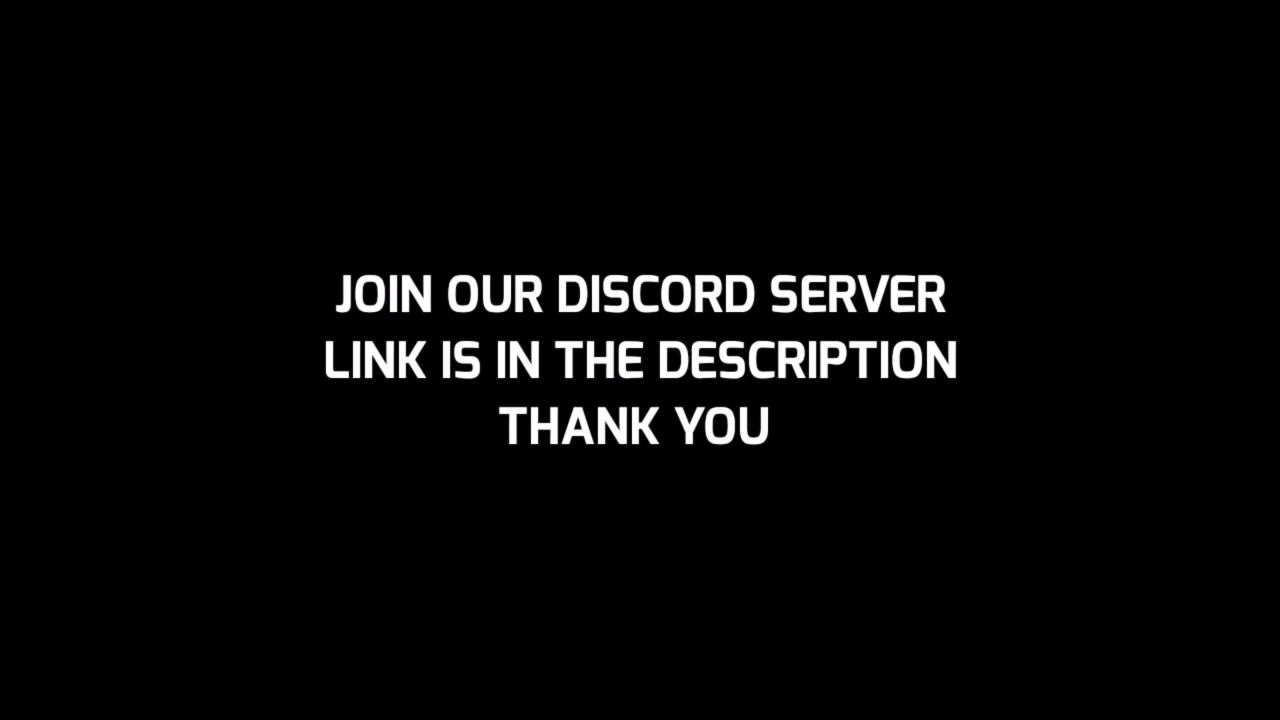 JOIN OUR DISCORD SERVER
LINK IS IN THE DESCRIPTION
THANK YOU